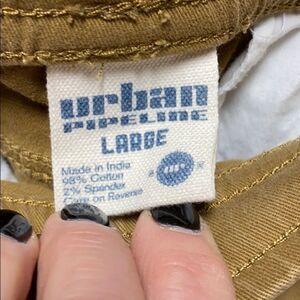 urban
PIPELINE
LARGE
Made in India
98% Cotton
2% Spandex
Care on Reverse